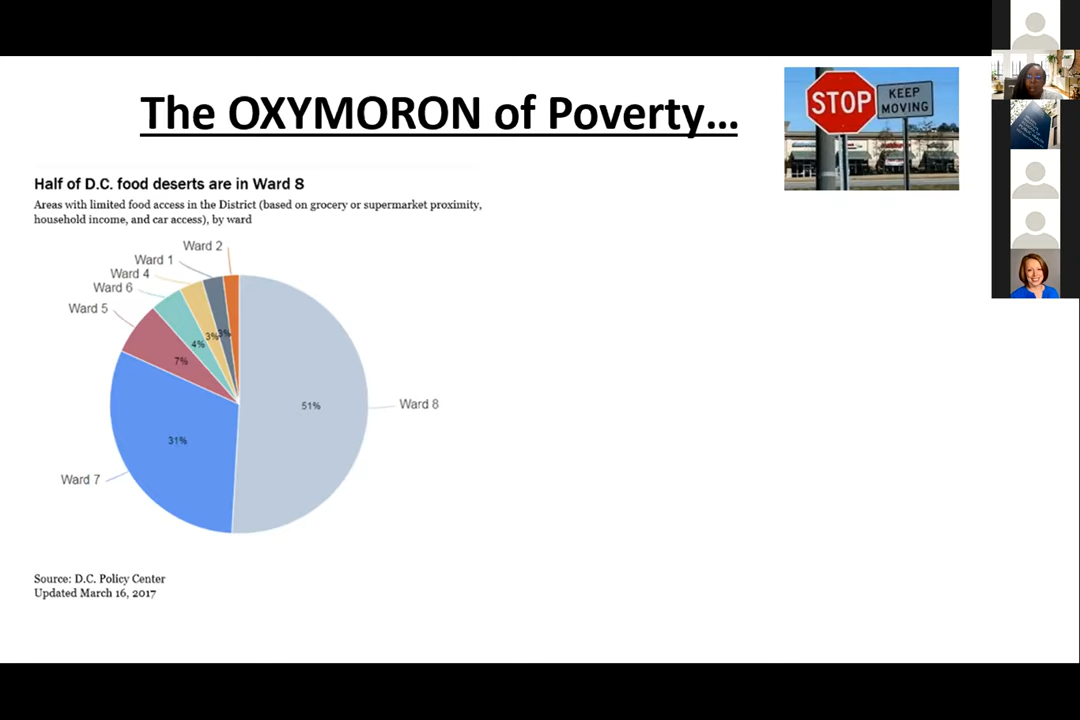 The OXYMORON of Poverty...
STOP
KEEP
MOVING
Half of D.C. food deserts are in Ward 8
Areas with limited food access in the District (based on grocery or supermarket proximity,
household income, and car access), by ward
Ward 2
Ward 1
Ward 4
Ward 6
Ward 5
3%
3%
4%
7%
51%
Ward 8
31%
Ward 7
Source: D.C. Policy Center
Updated March 16, 2017